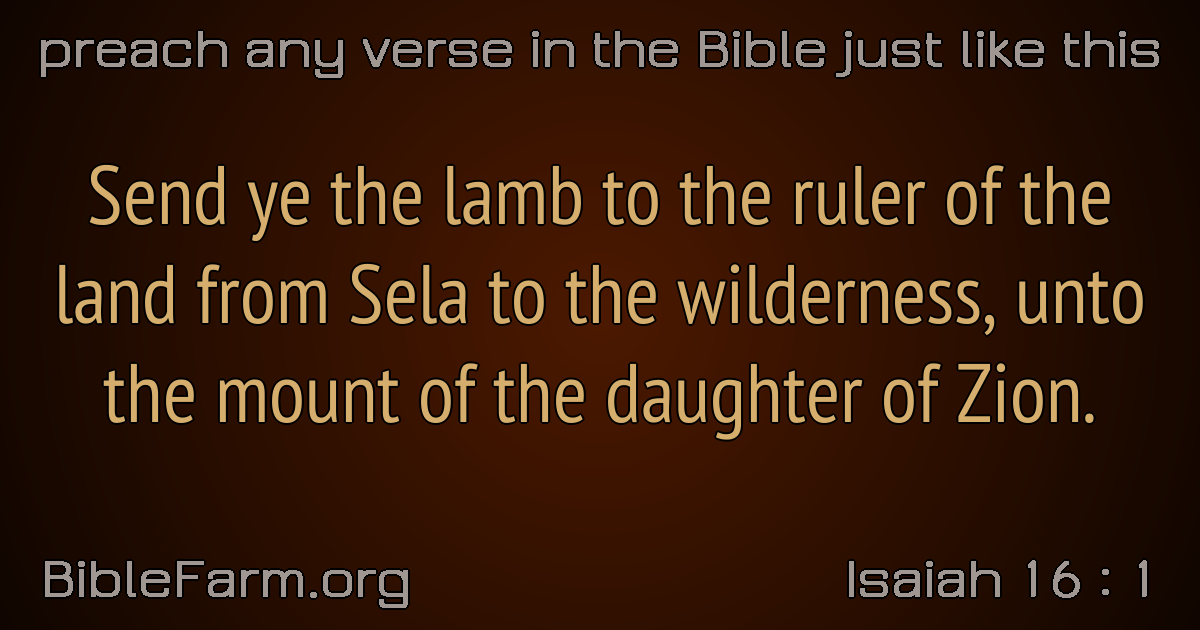 preach any verse in the Bible just like this
Send ye the lamb to the ruler of the
land from Sela to the wilderness, unto
the mount of the daughter of Zion.
BibleFarm.org
Isaiah 16 : 1